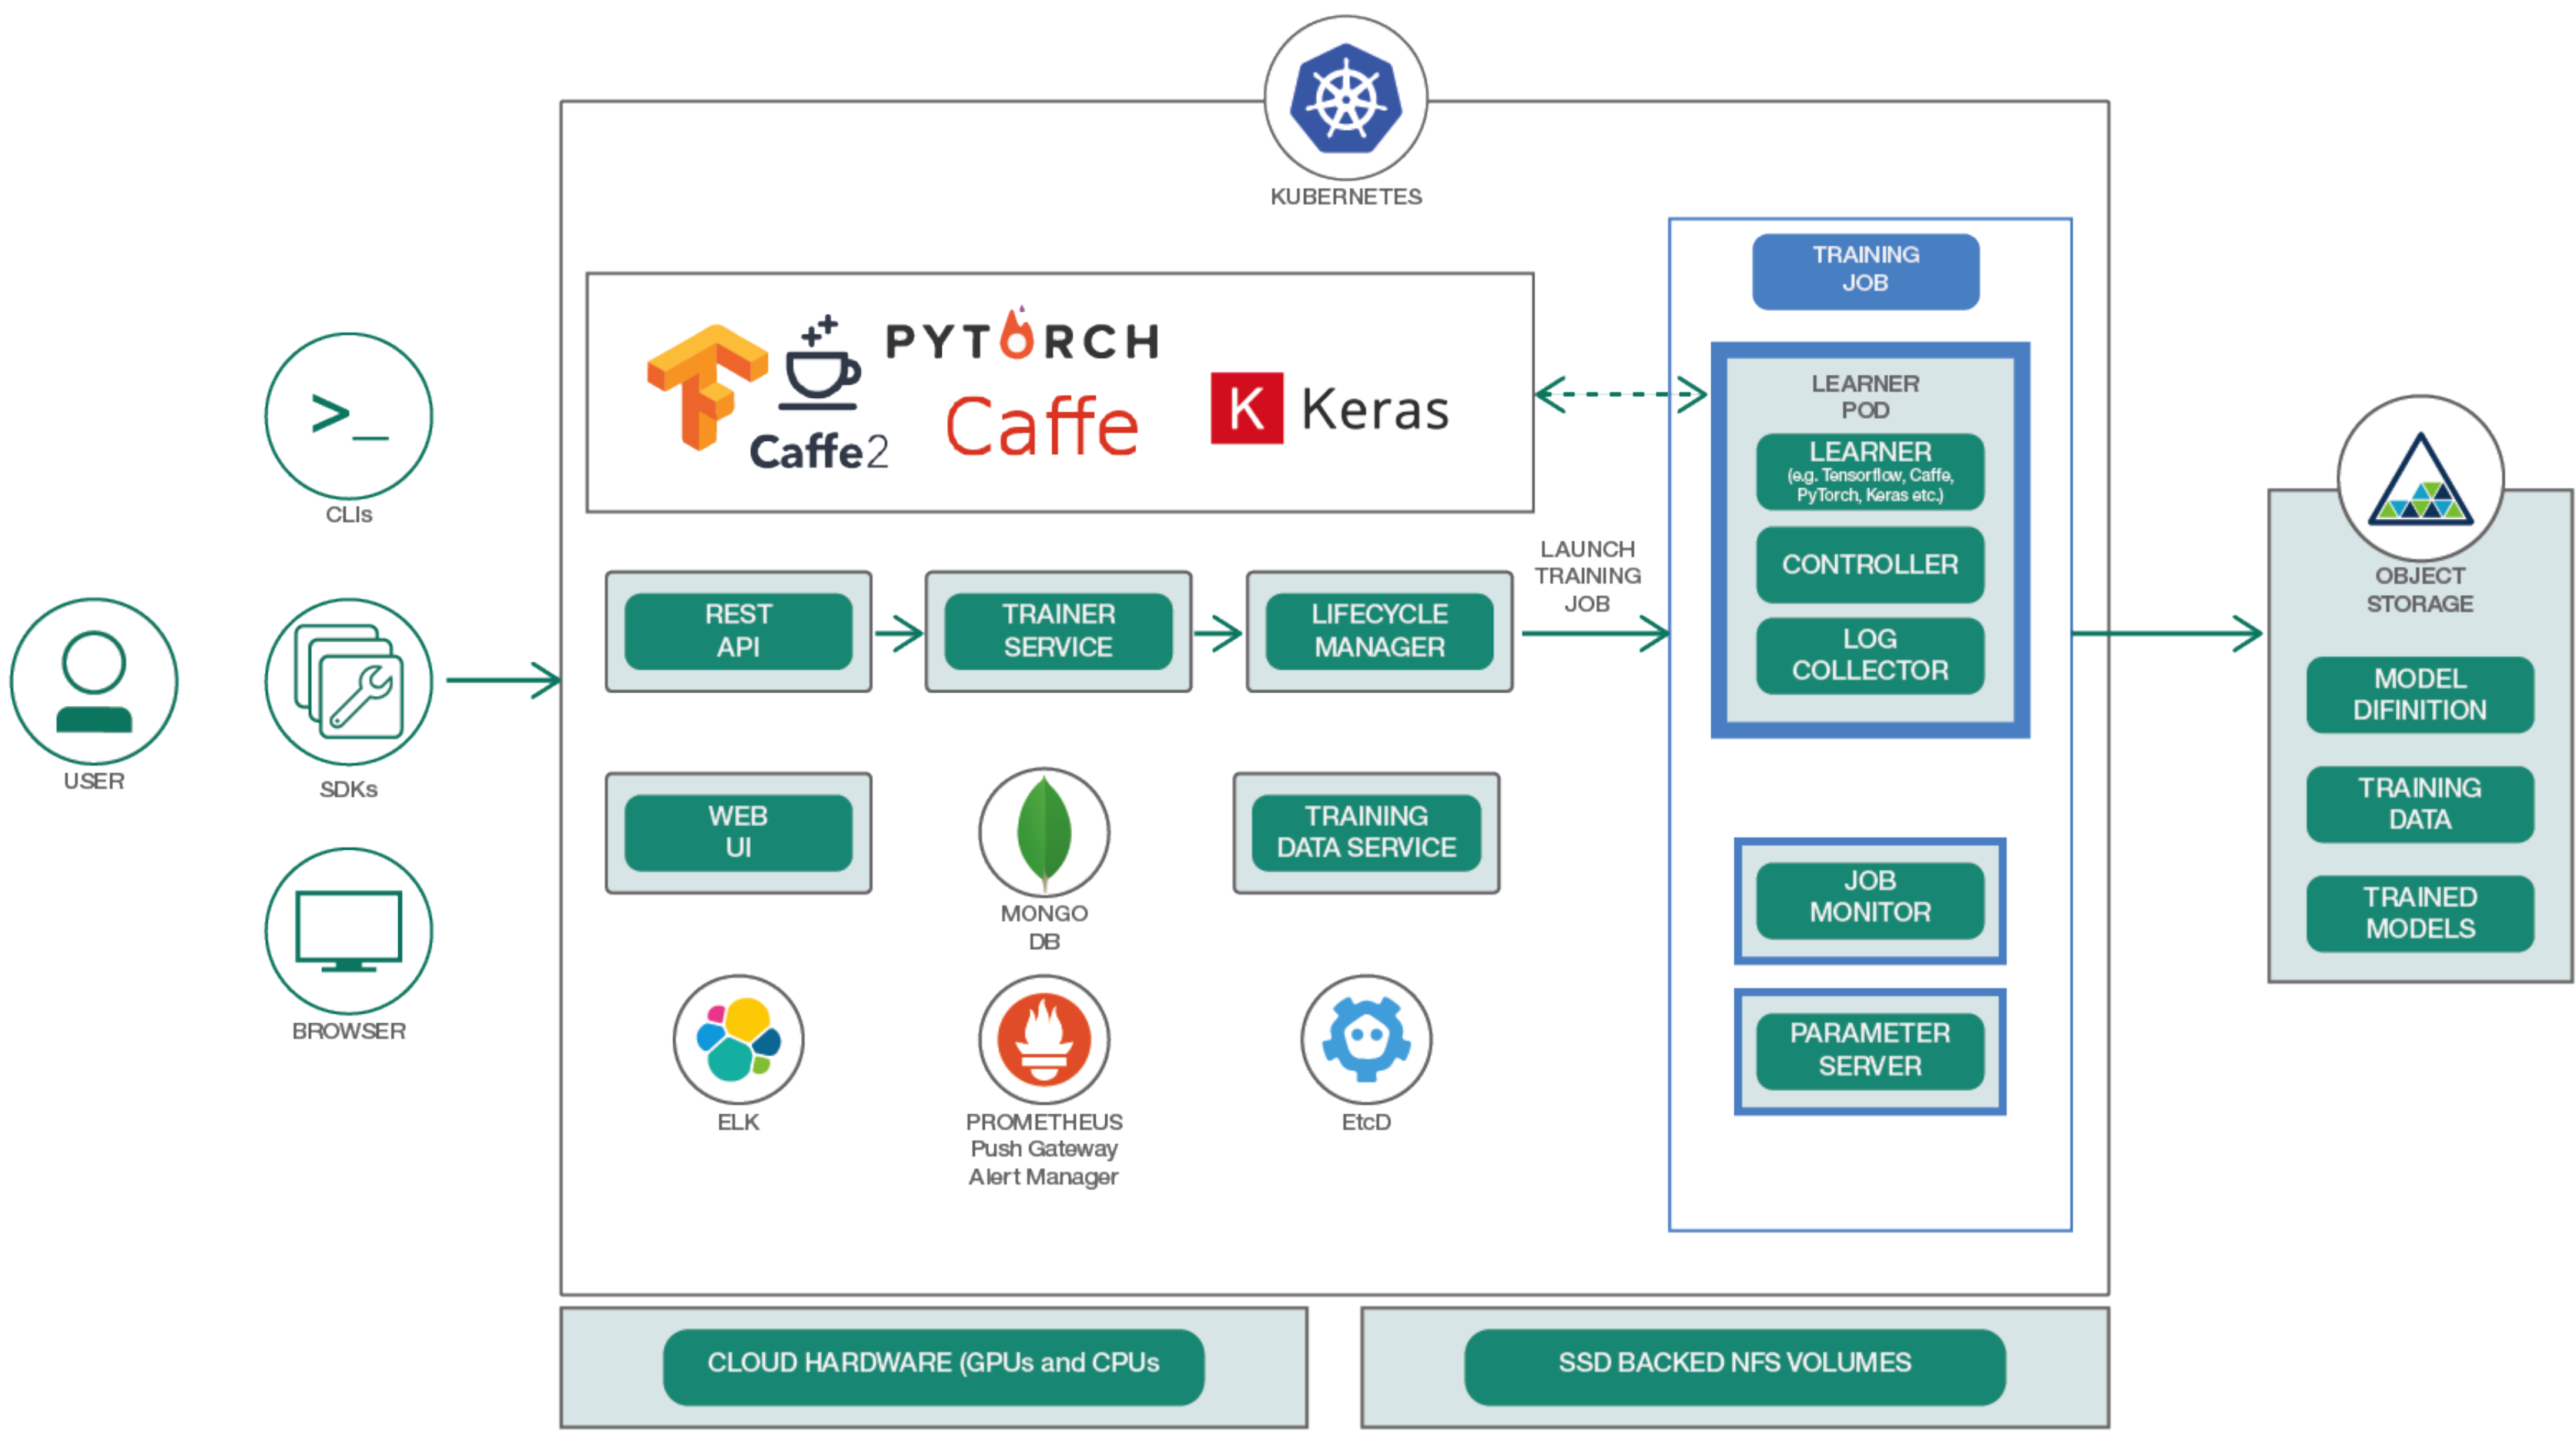 KUBERNETES
USER
>_
CLIs
SDKs
BROWSER
Caffe2
PYTORCH
Caffe
K Keras
REST
API
TRAINER
SERVICE
LIFECYCLE
MANAGER
LAUNCH
TRAINING
JOB
WEB
UI
MONGO
DB
TRAINING
DATA SERVICE
ELK
PROMETHEUS
Push Gateway
Alert Manager
EtcD
TRAINING
JOB
LEARNER
POD
LEARNER
(e.g. Tensorflow, Caffe,
PyTorch, Keras etc.)
CONTROLLER
LOG
COLLECTOR
JOB
MONITOR
PARAMETER
SERVER
OBJECT
STORAGE
MODEL
DIFINITION
TRAINING
DATA
TRAINED
MODELS
CLOUD HARDWARE (GPUs and CPUs
SSD BACKED NFS VOLUMES